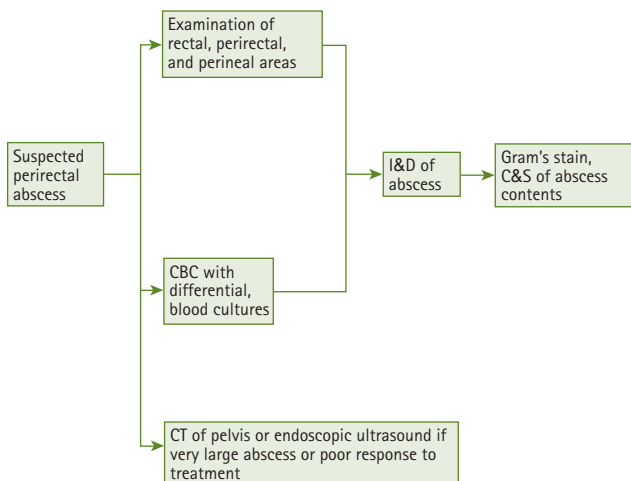 Examination of
rectal, perirectal,
and perineal areas
Suspected
perirectal
abscess
I&D of
abscess
Gram's stain,
C&S of abscess
contents
CBC with
differential,
blood cultures
CT of pelvis or endoscopic ultrasound if
very large abscess or poor response to
treatment